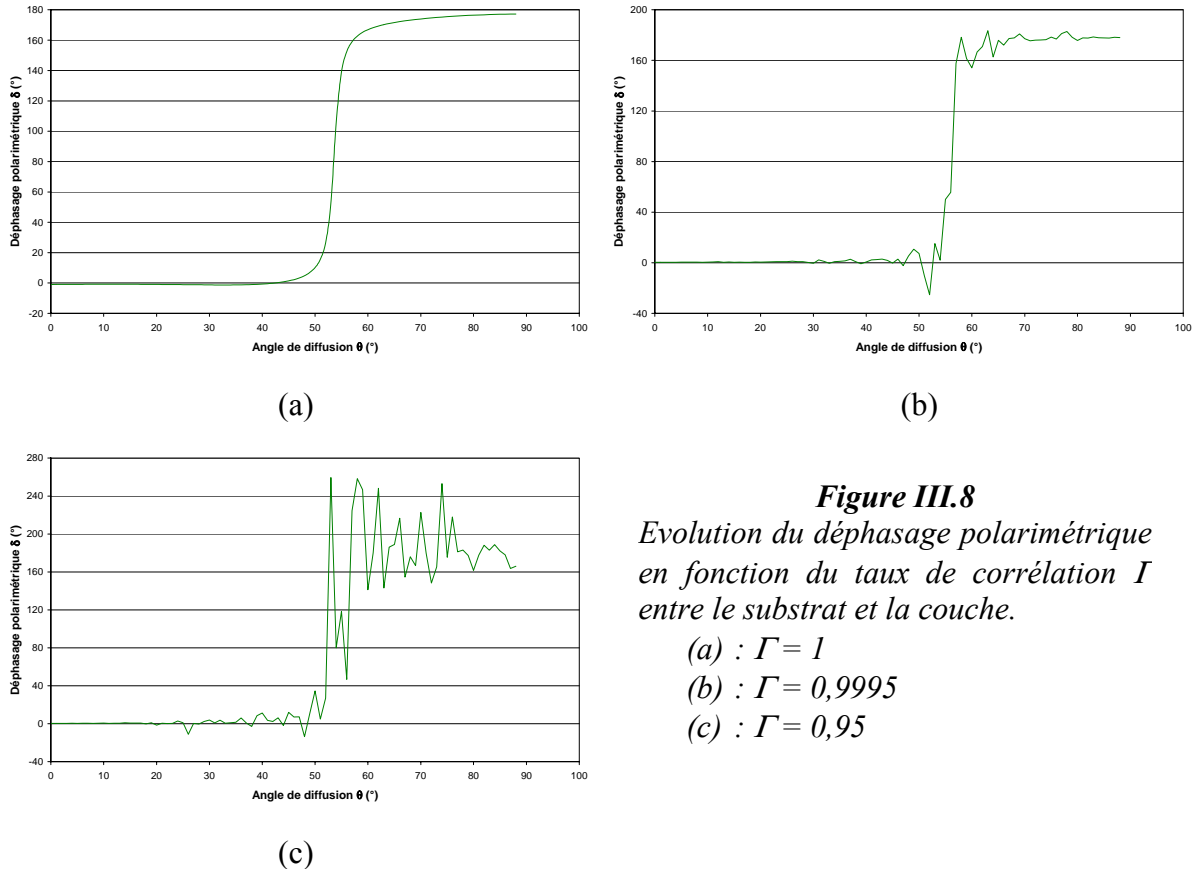 Déphasage polarimétrique δ (°)
180
160
140
120
100
80
60
40
20
0
-20
0 10 20 30 40 50 60 70 80 90 100
Angle de diffusion θ (°)
(a)
Déphasage polarimétrique δ (°)
200
160
120
80
40
0
-40
0 10 20 30 40 50 60 70 80 90 100
Angle de diffusion θ (°)
(b)
Déphasage polarimétrique δ (°)
280
240
200
160
120
80
40
0
-40
0 10 20 30 40 50 60 70 80 90 100
Angle de diffusion θ (°)
(c)
Figure III.8
Evolution du déphasage polarimétrique
en fonction du taux de corrélation Γ
entre le substrat et la couche.
(a) : Γ = 1
(b) : Γ = 0,9995
(c) : Γ = 0,95